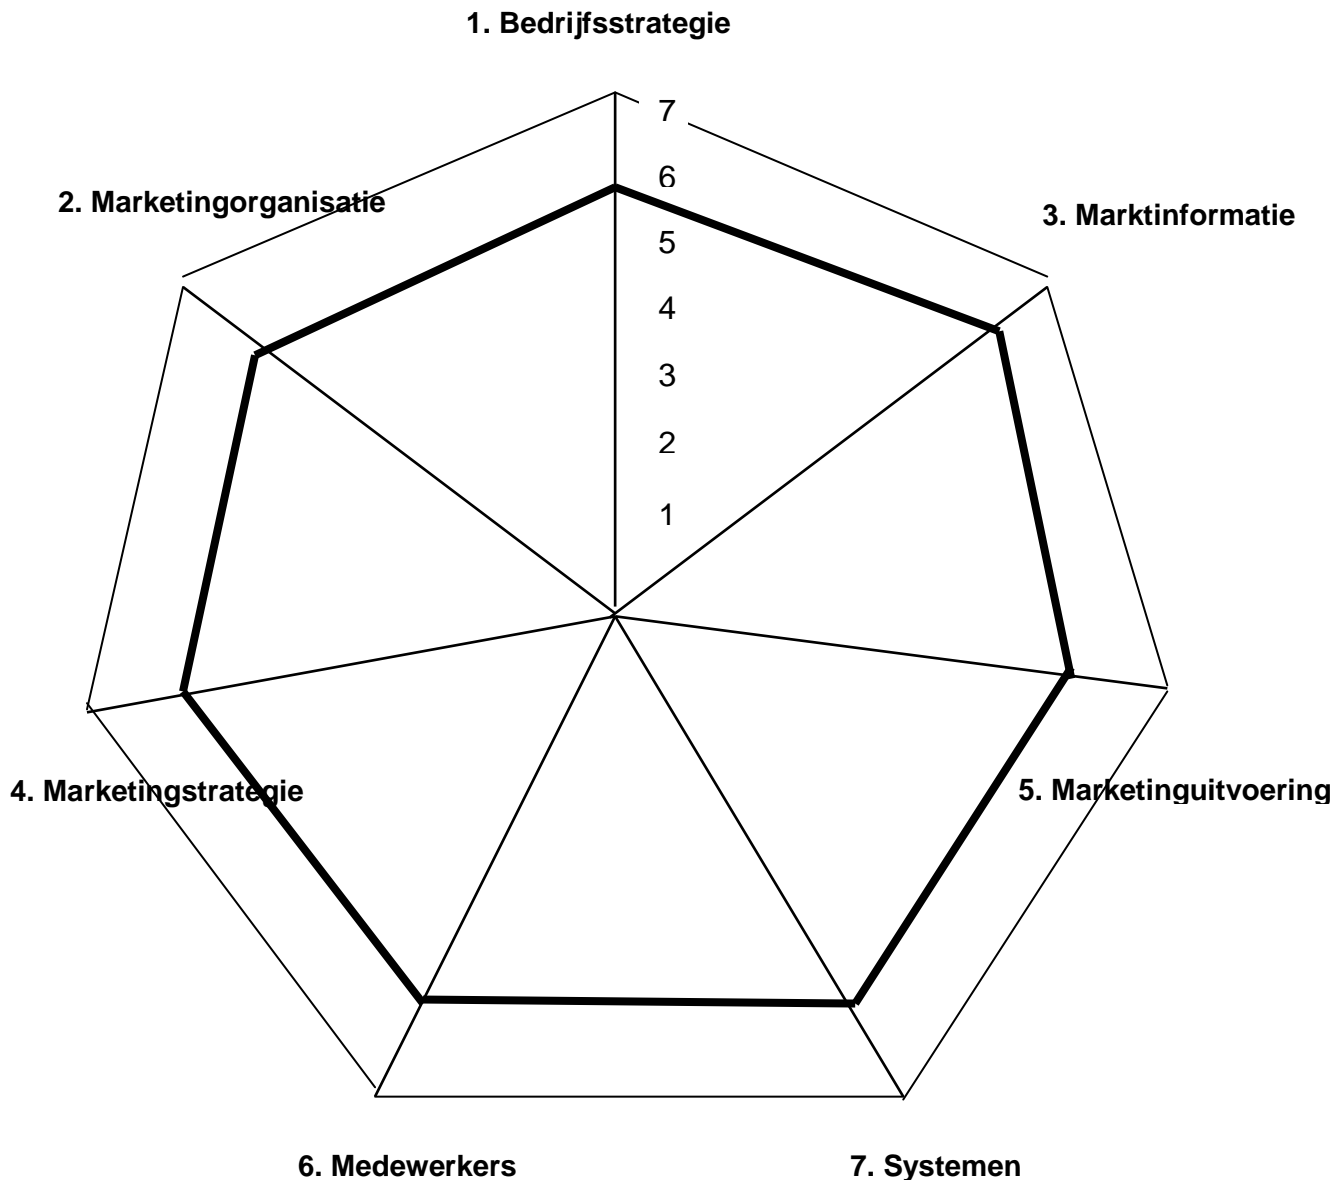 1. Bedrijfsstrategie
7
6
2. Marketingorganisatie
3. Marktinformatie
5
4
3
2
1
4. Marketingstrategie
5. Marketinguitvoering
6. Medewerkers
7. Systemen